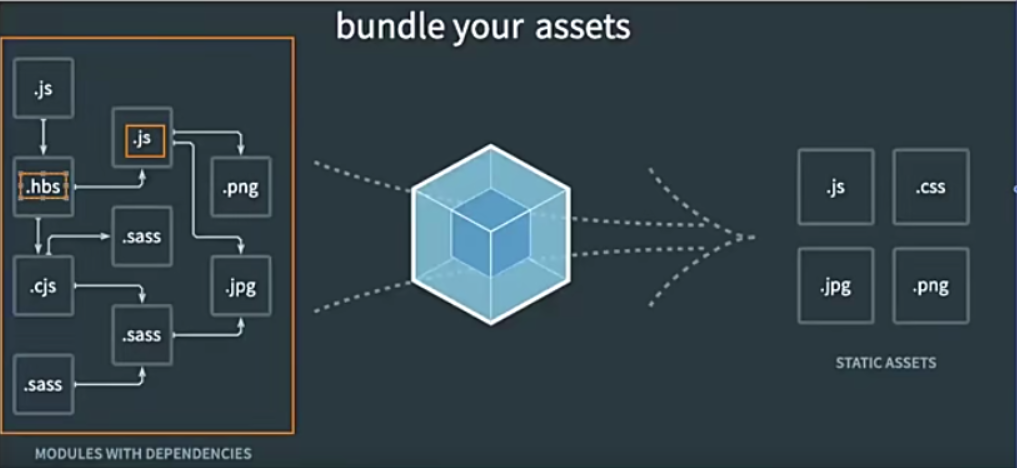 bundle your assets
.js
.js
.hbs
.png
.sass
.cjs
.jpg
.sass
.sass
MODULES WITH DEPENDENCIES
.js
.css
.jpg
.png
STATIC ASSETS